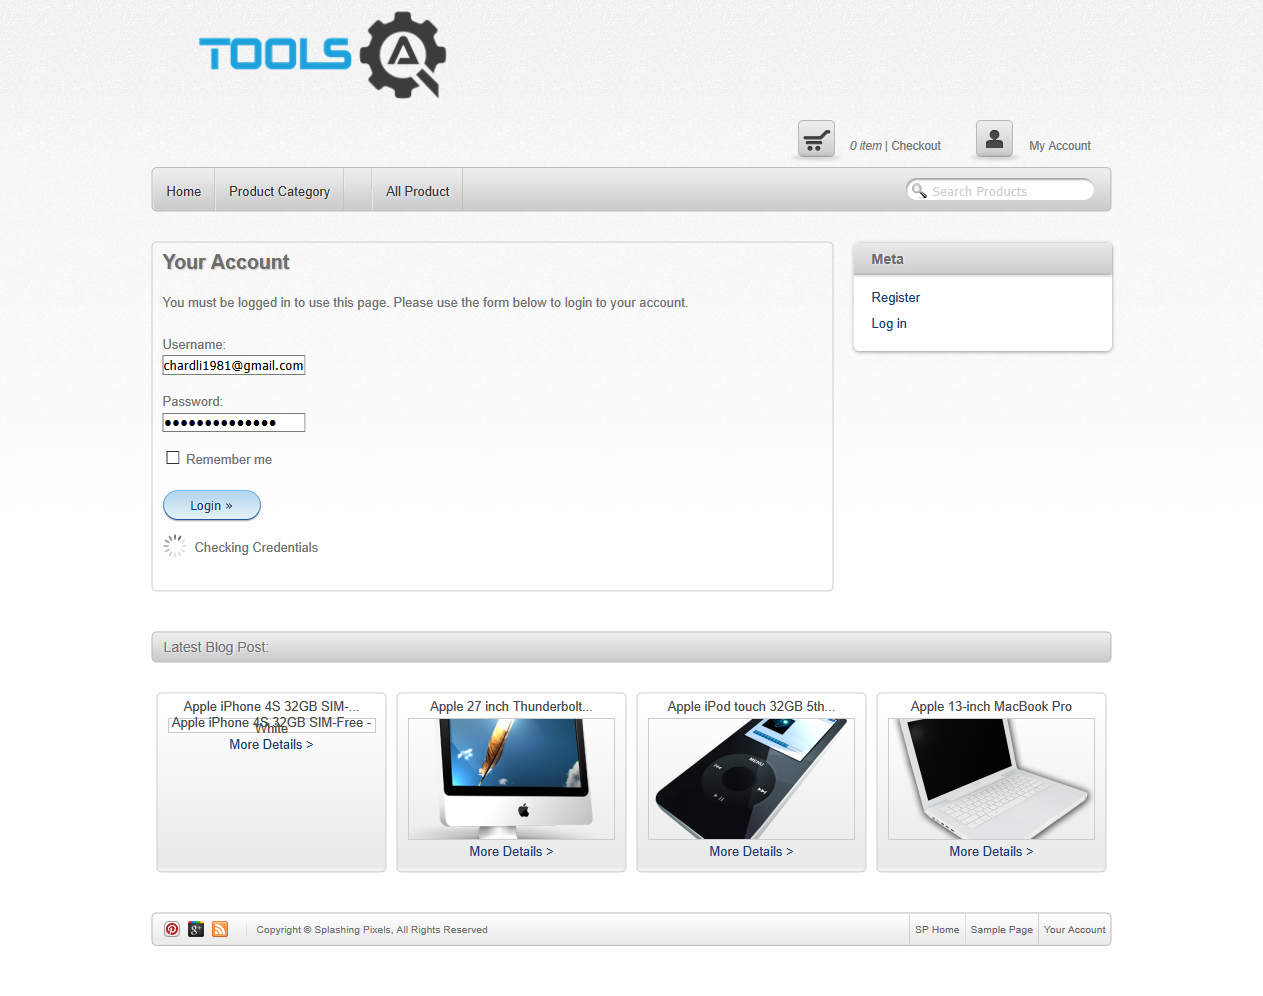 TOOLS QA
0 item | Checkout
My Account
Home
Product Category
All Product
Search Products
Your Account
You must be logged in to use this page. Please use the form below to login to your account.
Username:
chardli1981@gmail.com
Password:
●●●●●●●●●●●●●●
Remember me
Login »
Checking Credentials
Meta
Register
Log in
Latest Blog Post:
Apple iPhone 4S 32GB SIM-...
Apple iPhone 4S 32GB SIM-Free -
White
More Details >
Apple 27 inch Thunderbolt...
More Details >
Apple iPod touch 32GB 5th...
MENU
More Details >
Apple 13-inch MacBook Pro
More Details >
g+
Copyright © Splashing Pixels, All Rights Reserved
SP Home
Sample Page
Your Account